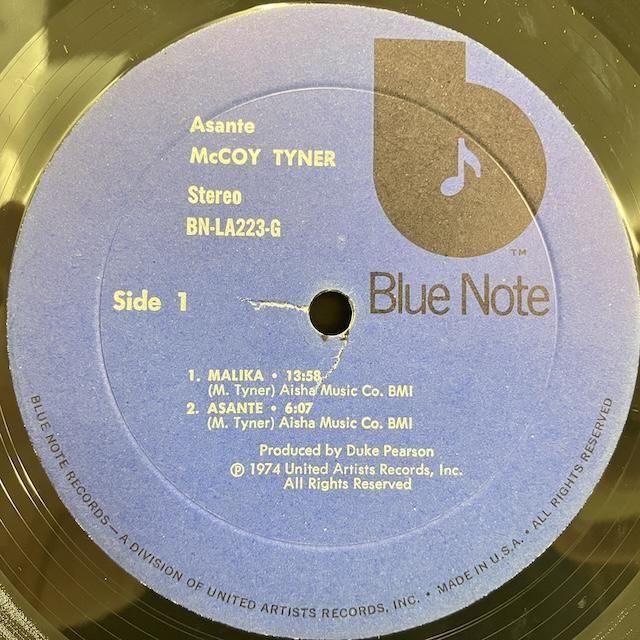 Asante
McCOY TYNER
Stereo
BN-LA223-G
TM
Blue Note
Side 1
1. MALIKA • 13:58
(M. Tyner) Aisha Music Co. BMI
2. ASANTE • 6:07
(M. Tyner) Aisha Music Co. BMI
Produced by Duke Pearson
℗ 1974 United Artists Records, Inc.
All Rights Reserved
BLUE NOTE RECORDS — A DIVISION OF UNITED ARTISTS RECORDS, INC. • MADE IN U.S.A. • ALL RIGHTS RESERVED